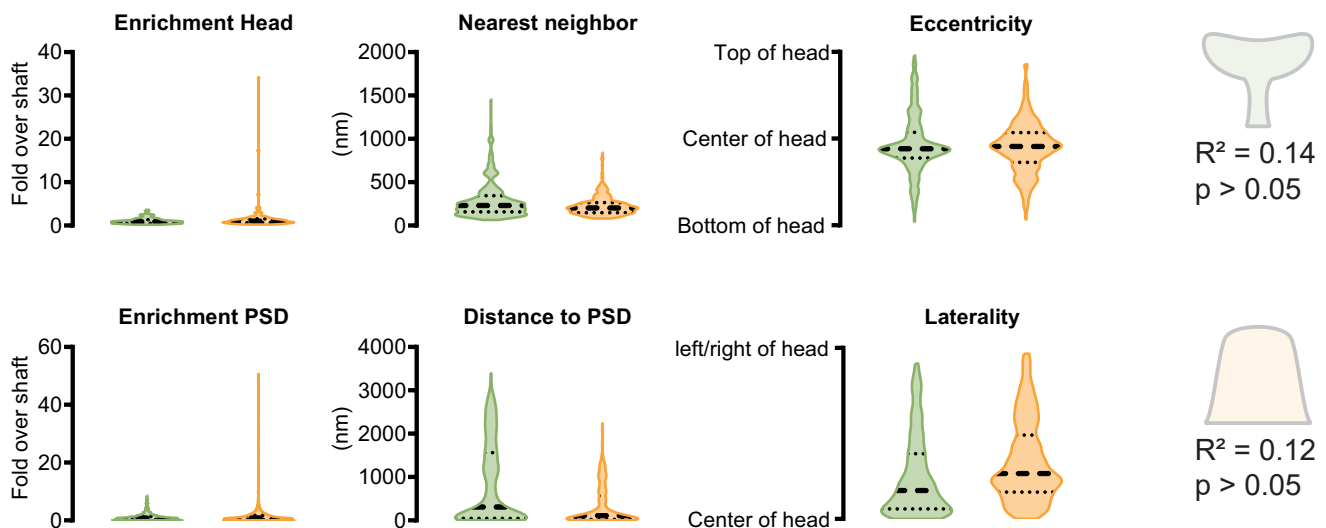 Enrichment Head
Fold over shaft
40
30
20
10
0
Nearest neighbor
(nm)
2000
1500
1000
500
0
Eccentricity
Top of head
Center of head
Bottom of head
R² = 0.14
p > 0.05
Enrichment PSD
Fold over shaft
60
40
20
0
Distance to PSD
(nm)
4000
3000
2000
1000
0
Laterality
left/right of head
Center of head
R² = 0.12
p > 0.05